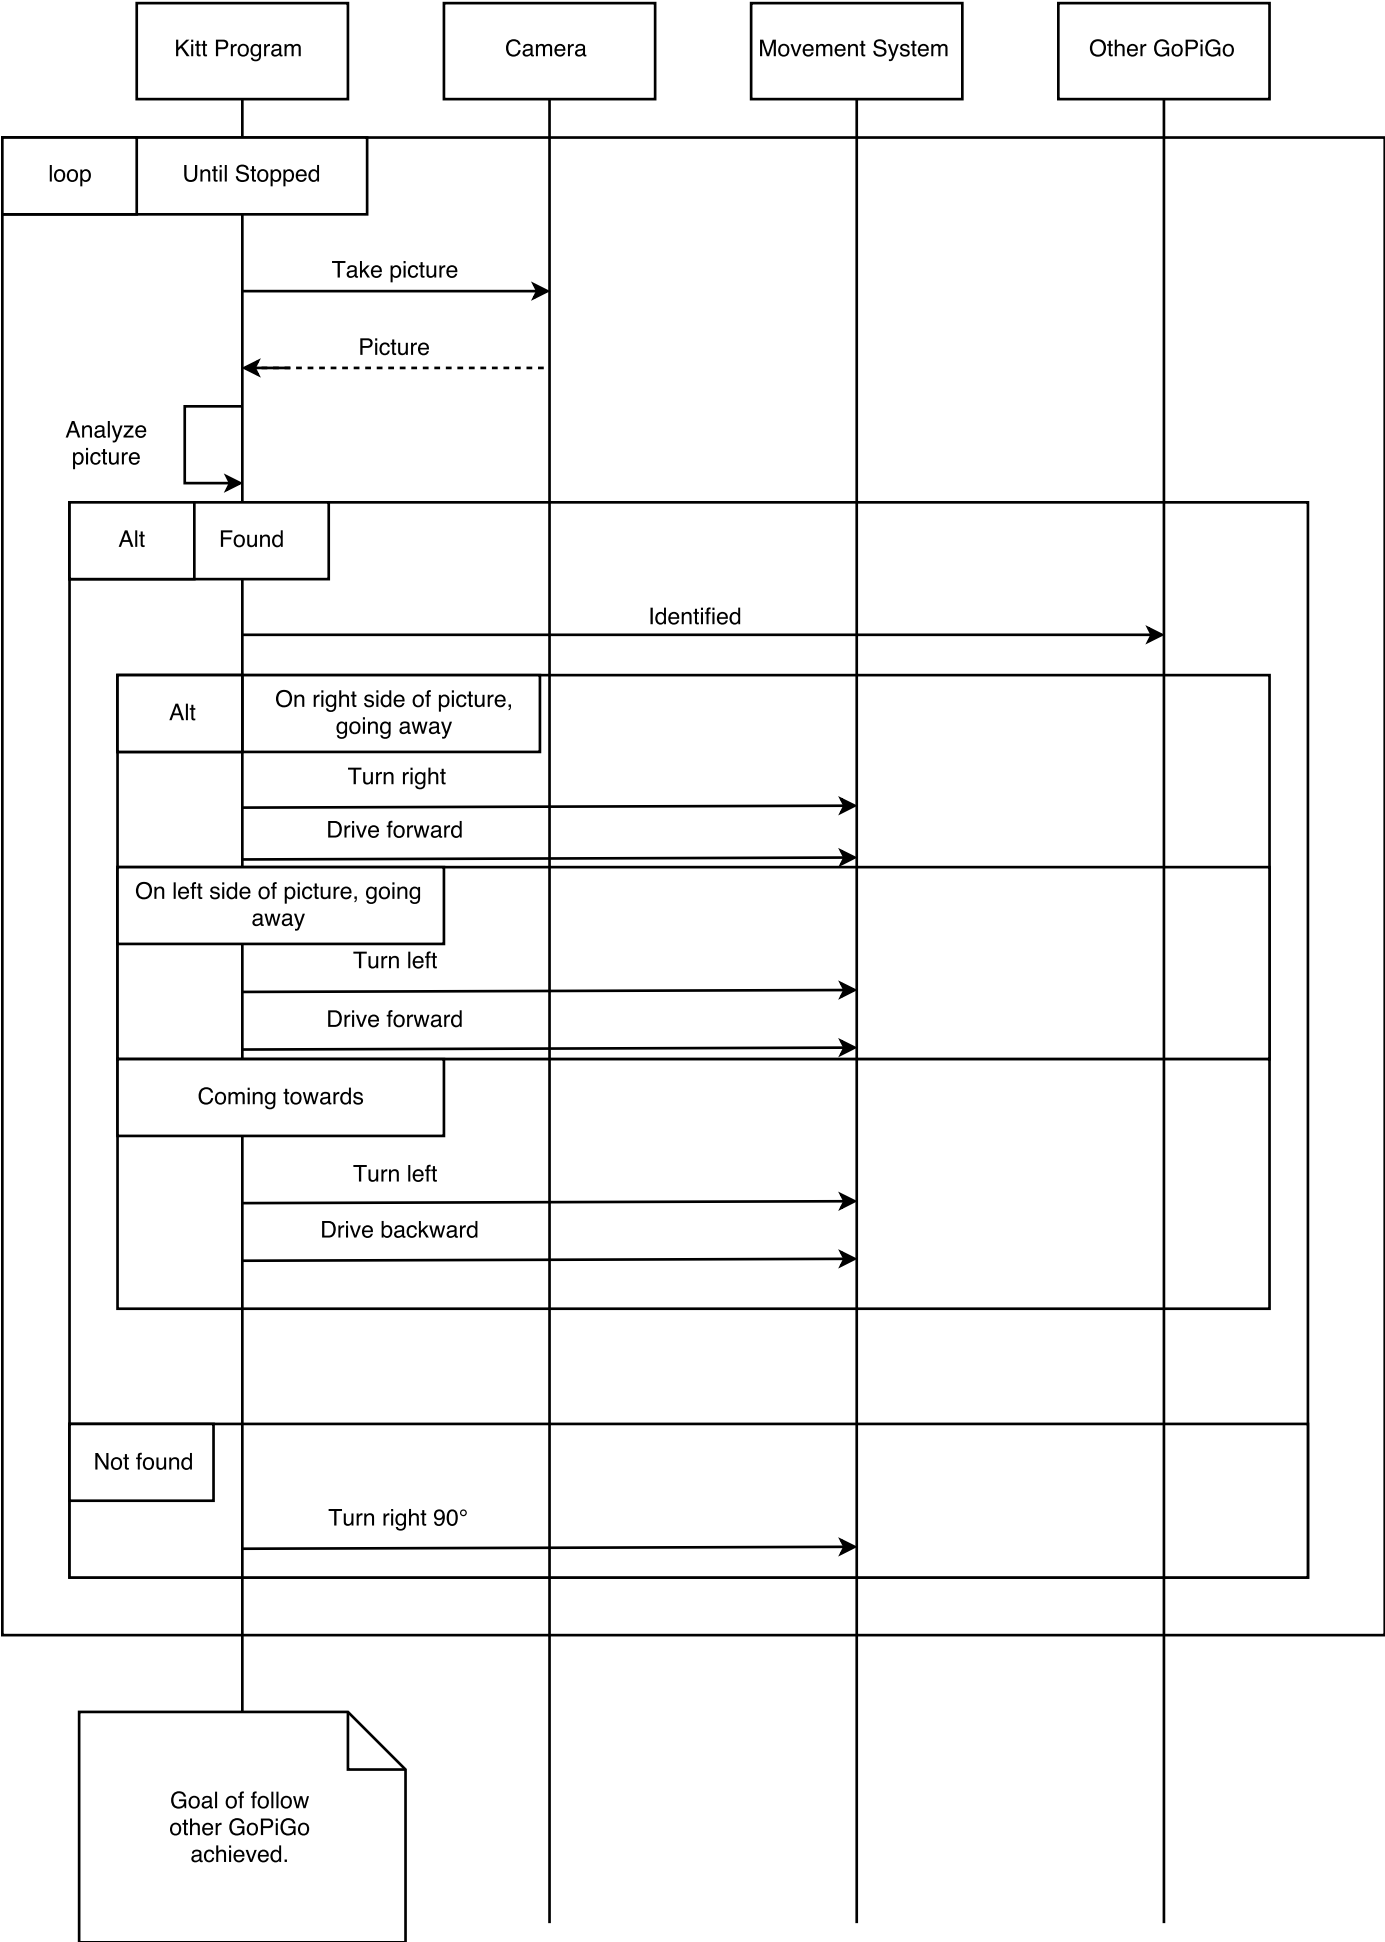 Kitt Program
Camera
Movement System
Other GoPiGo
loop
Until Stopped
Take picture
Picture
Analyze
picture
Alt
Found
Identified
Alt
On right side of picture,
going away
Turn right
Drive forward
On left side of picture, going
away
Turn left
Drive forward
Coming towards
Turn left
Drive backward
Not found
Turn right 90°
Goal of follow
other GoPiGo
achieved.